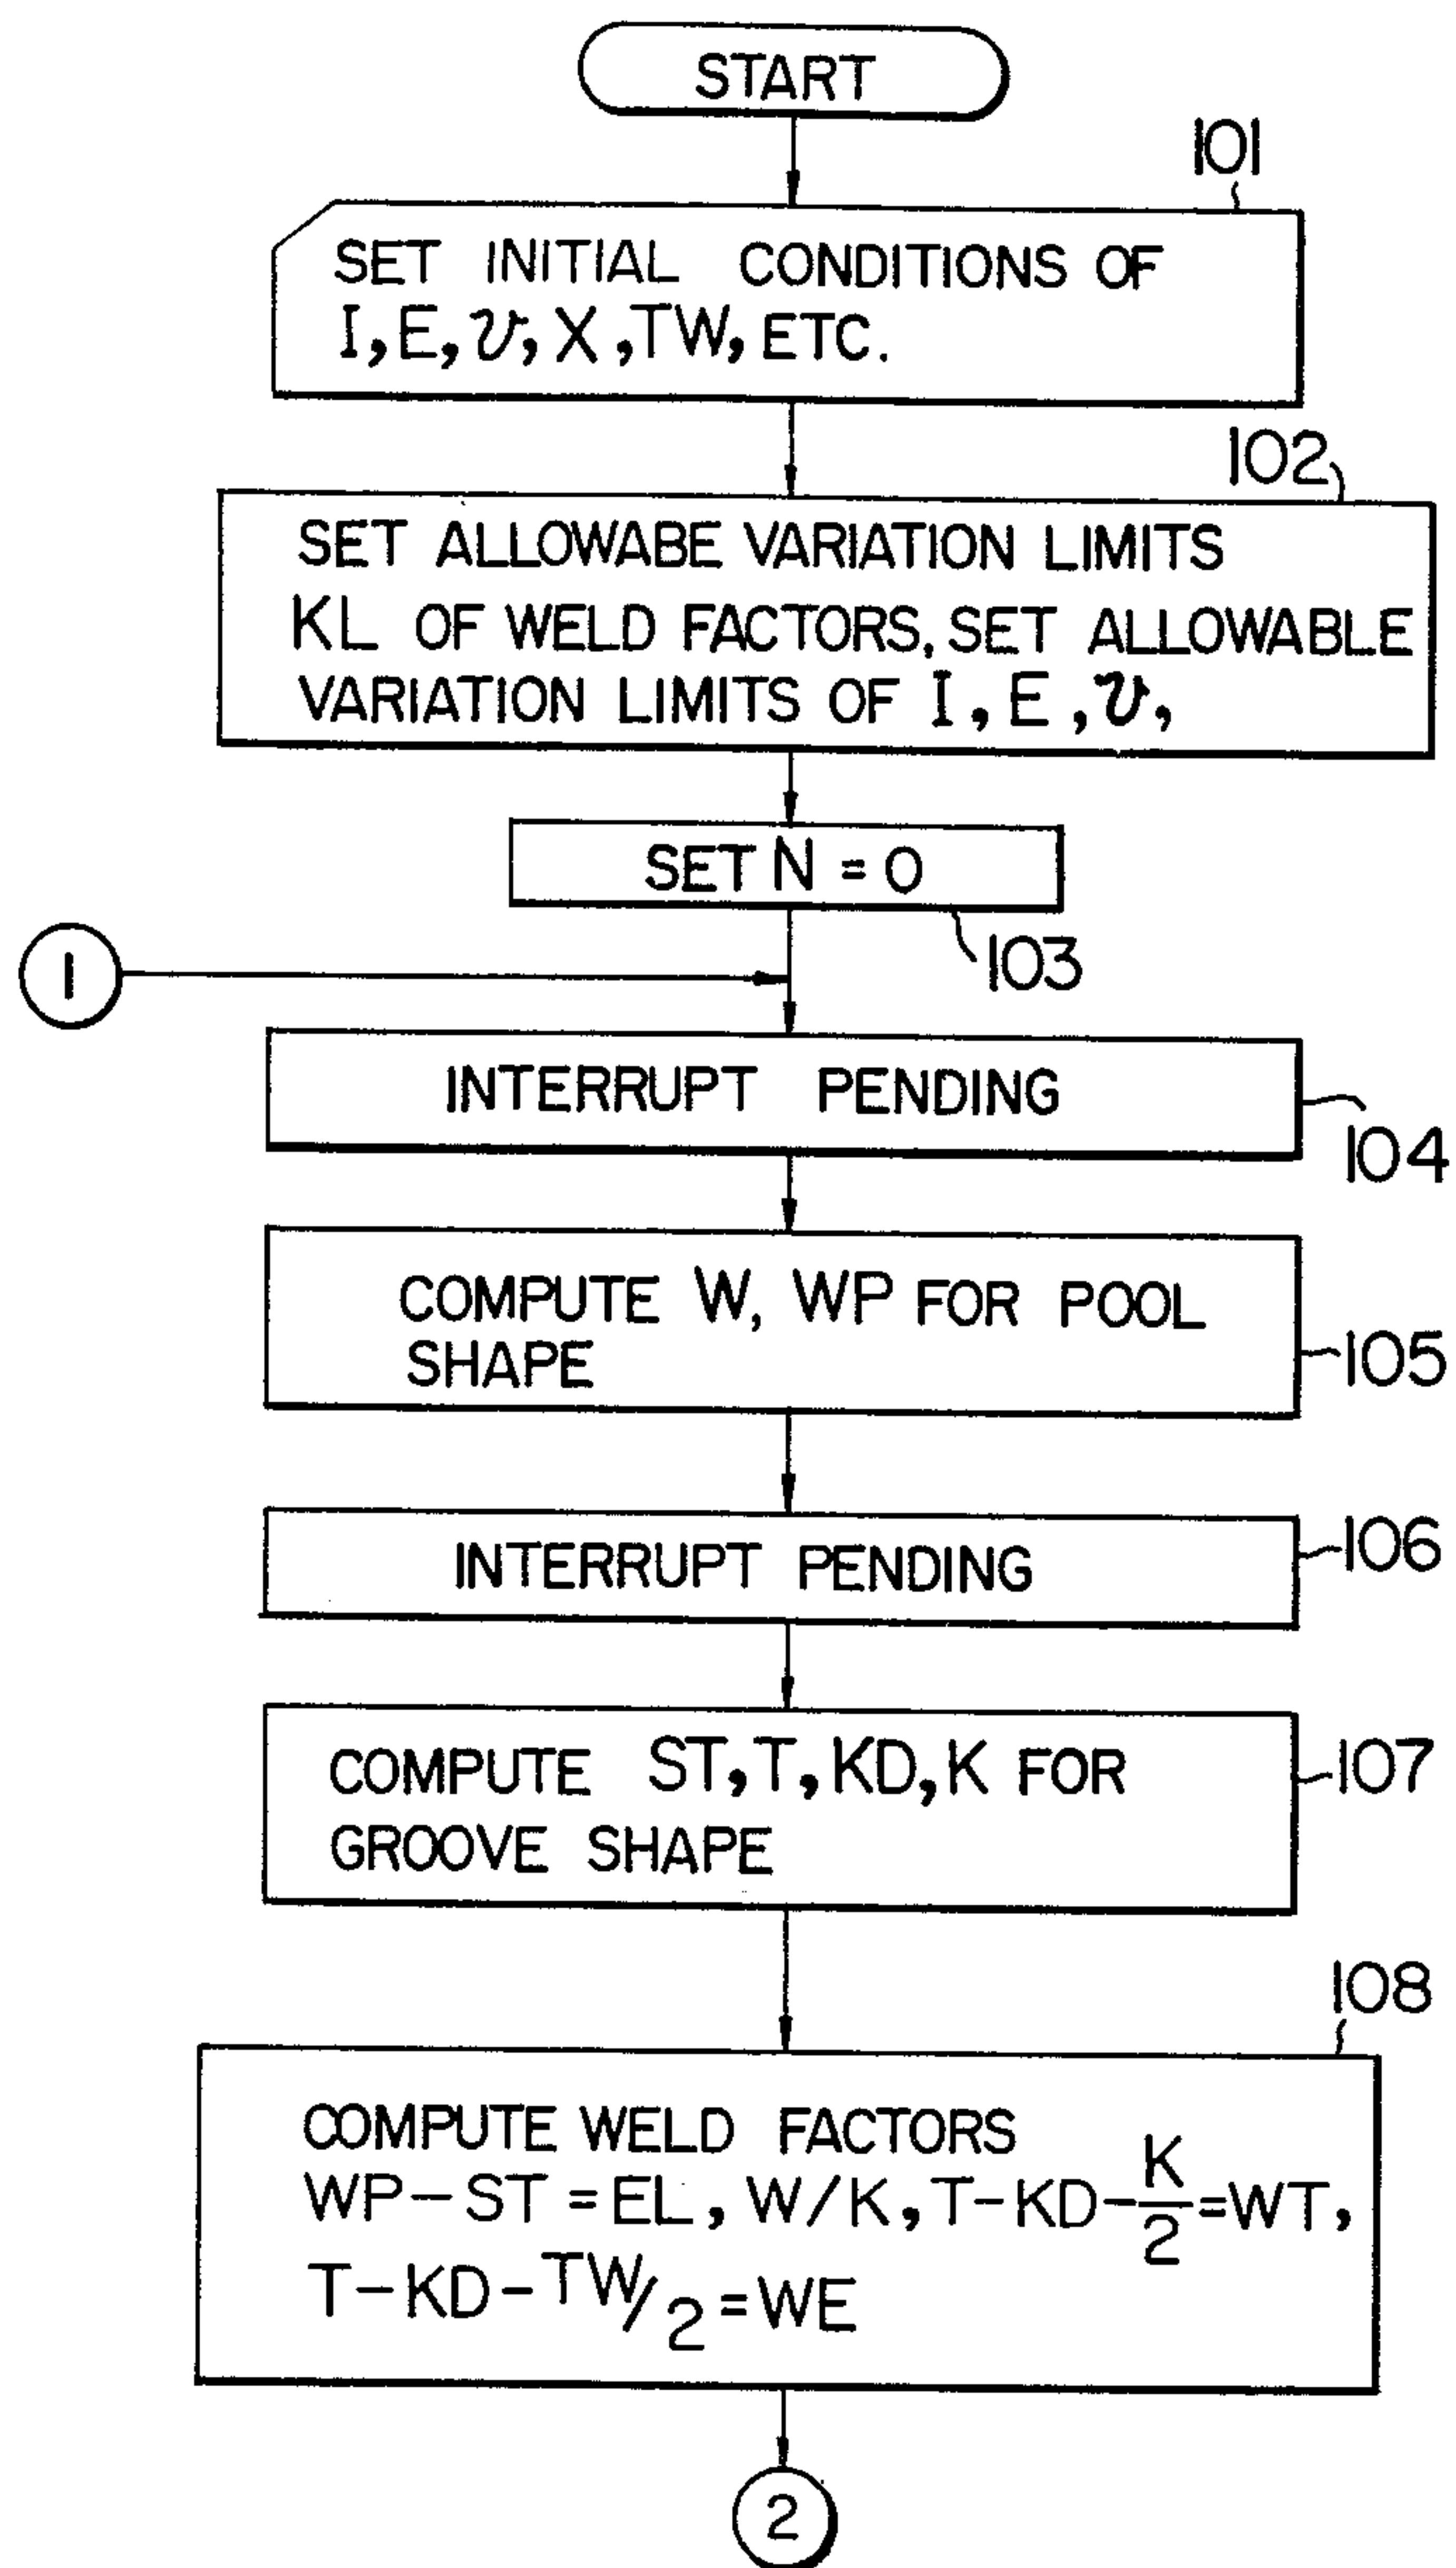 START
101
SET INITIAL CONDITIONS OF
I, E, v, X, TW, ETC.
102
SET ALLOWABE VARIATION LIMITS
KL OF WELD FACTORS, SET ALLOWABLE
VARIATION LIMITS OF I, E, v,
SET N = 0
103
1
INTERRUPT PENDING
104
COMPUTE W, WP FOR POOL
SHAPE
105
INTERRUPT PENDING
106
COMPUTE ST, T, KD, K FOR
GROOVE SHAPE
107
108
COMPUTE WELD FACTORS
WP-ST=EL, W/K, T-KD-K/2=WT,
T-KD-TW/2=WE
2